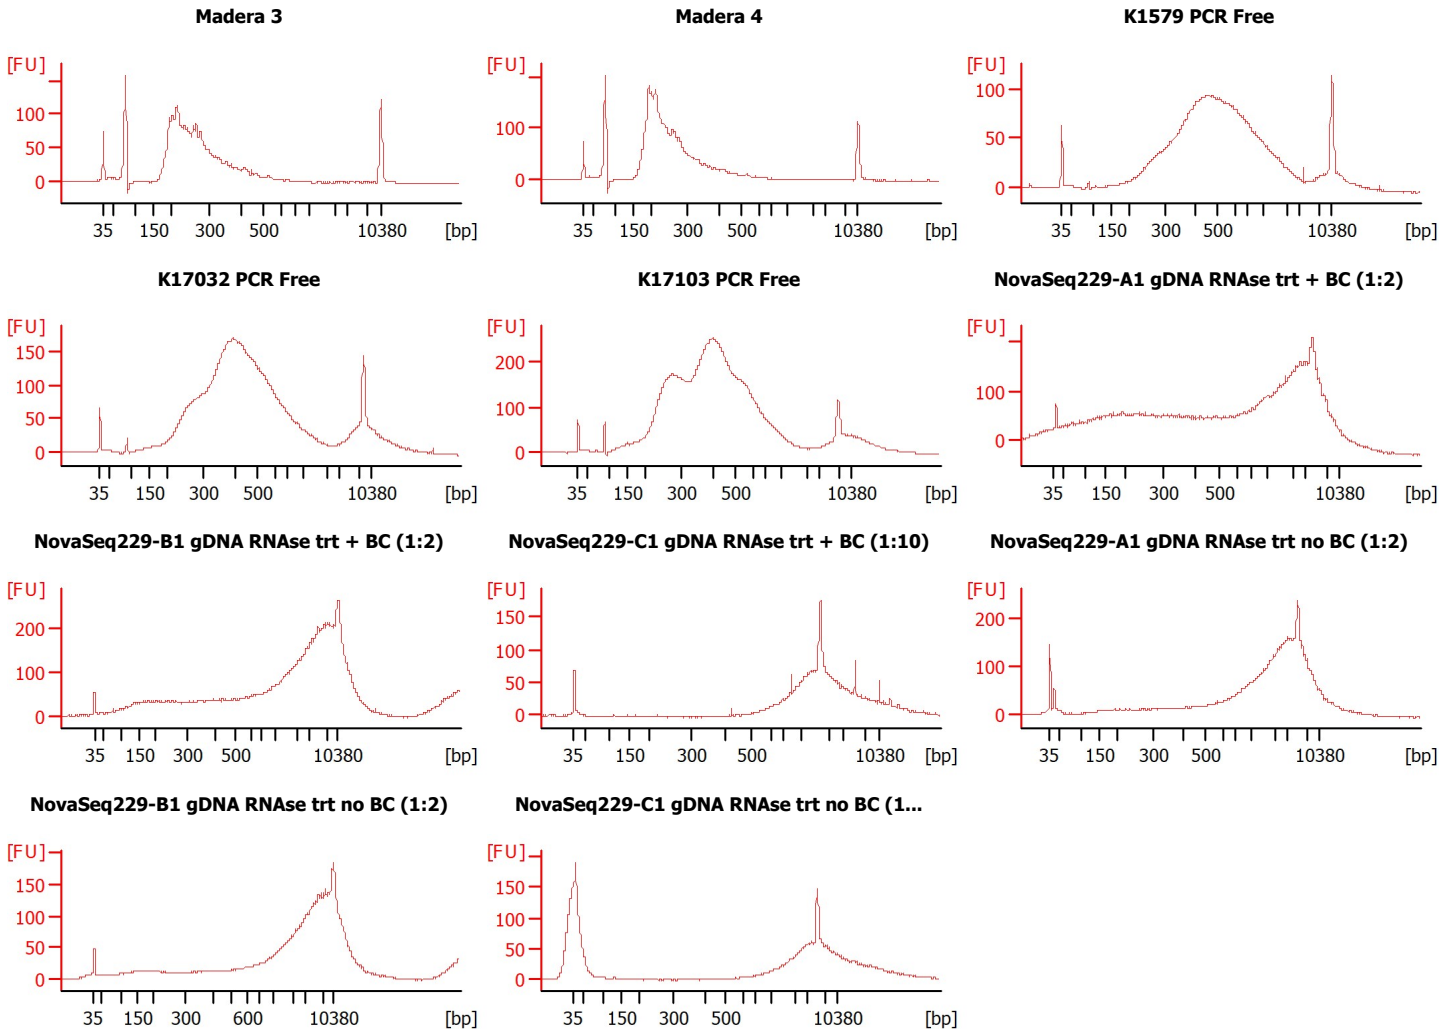 Madera 3
[FU]
100
50
0
35 150 300 500 10380 [bp]
Madera 4
[FU]
100
0
35 150 300 500 10380 [bp]
K1579 PCR Free
[FU]
100
50
0
35 150 300 500 10380 [bp]
K17032 PCR Free
[FU]
150
100
50
0
35 150 300 500 10380 [bp]
K17103 PCR Free
[FU]
200
100
0
35 150 300 500 10380 [bp]
NovaSeq229-A1 gDNA RNAse trt + BC (1:2)
[FU]
100
0
35 150 300 500 10380 [bp]
NovaSeq229-B1 gDNA RNAse trt + BC (1:2)
[FU]
200
100
0
35 150 300 500 10380 [bp]
NovaSeq229-C1 gDNA RNAse trt + BC (1:10)
[FU]
150
100
50
0
35 150 300 500 10380 [bp]
NovaSeq229-A1 gDNA RNAse trt no BC (1:2)
[FU]
200
100
0
35 150 300 500 10380 [bp]
NovaSeq229-B1 gDNA RNAse trt no BC (1:2)
[FU]
150
100
50
0
35 150 300 600 10380 [bp]
NovaSeq229-C1 gDNA RNAse trt no BC (1...
[FU]
150
100
50
0
35 150 300 500 10380 [bp]